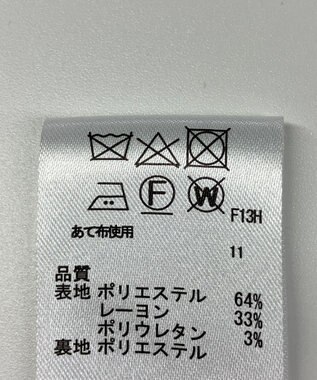 F
W
F13H
あて布使用
11
品質
表地 ポリエステル 64%
レーヨン 33%
ポリウレタン 3%
裏地 ポリエステル